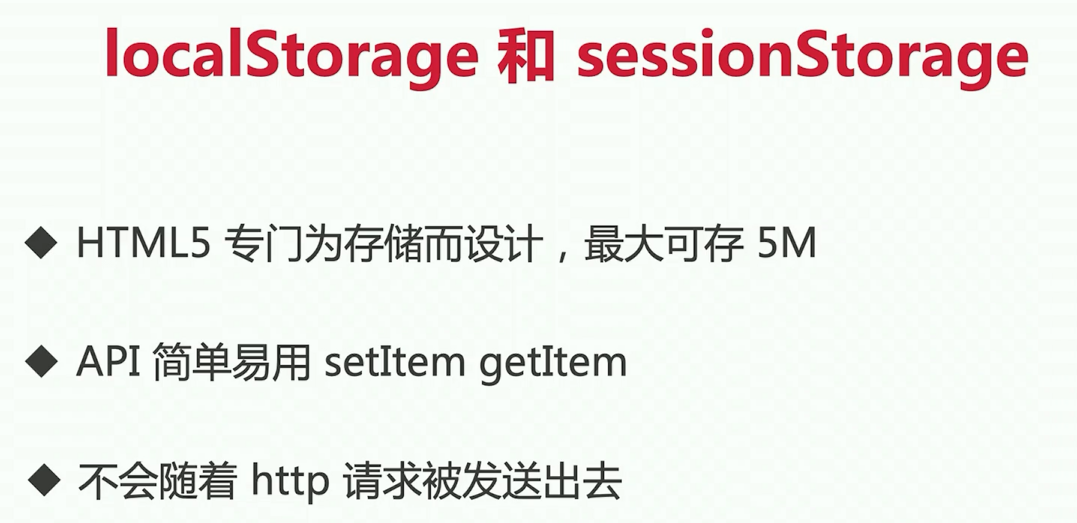 localStorage 和 sessionStorage
◆ HTML5 专门为存储而设计，最大可存 5M
◆ API 简单易用 setItem getItem
◆ 不会随着 http 请求被发送出去